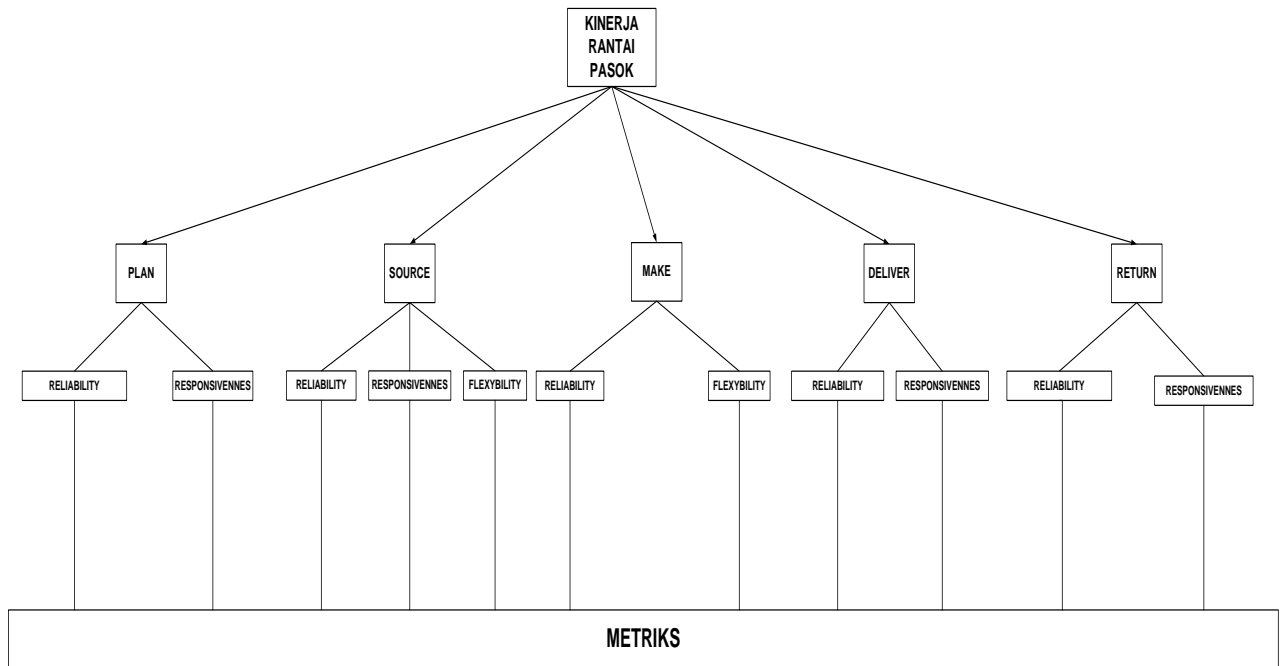 KINERJA
RANTAI
PASOK
PLAN
SOURCE
MAKE
DELIVER
RETURN
RELIABILITY
RESPONSIVENNES
RELIABILITY
RESPONSIVENNES
FLEXYBILITY
RELIABILITY
FLEXYBILITY
RELIABILITY
RESPONSIVENNES
RELIABILITY
RESPONSIVENNES
METRIKS